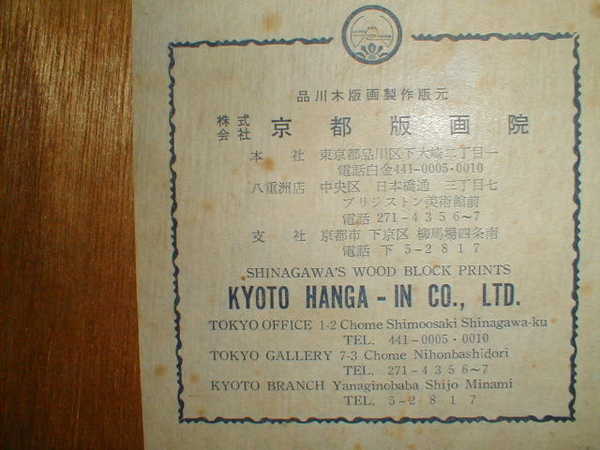 品川木版画製作版元
株式会社 京都版画院
本社 東京都品川区下大崎二丁目一
電話白金441-0005・0010
八重洲店 中央区 日本橋通 三丁目七
ブリジストン美術館前
電話 271-4356~7
支社 京都市 下京区 柳馬場四条南
電話 下 5-2817
SHINAGAWA'S WOOD BLOCK PRINTS
KYOTO HANGA-IN CO., LTD.
TOKYO OFFICE 1-2 Chome Shimoosaki Shinagawa-ku
TEL. 441-0005・0010
TOKYO GALLERY 7-3 Chome Nihonbashidori
TEL. 271-4356~7
KYOTO BRANCH Yanaginobaba Shijo Minami
TEL. 5-2817